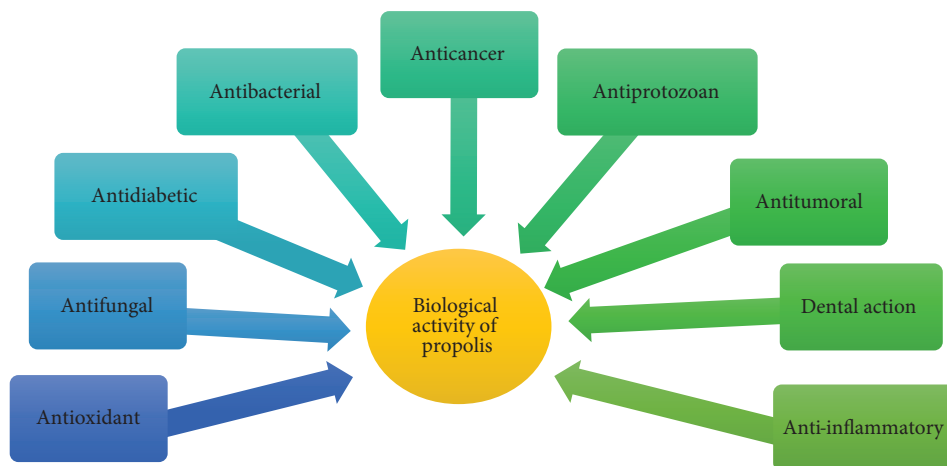 Anticancer
Antibacterial
Antiprotozoan
Antidiabetic
Antitumoral
Antifungal
Biological
activity of
propolis
Dental action
Antioxidant
Anti-inflammatory